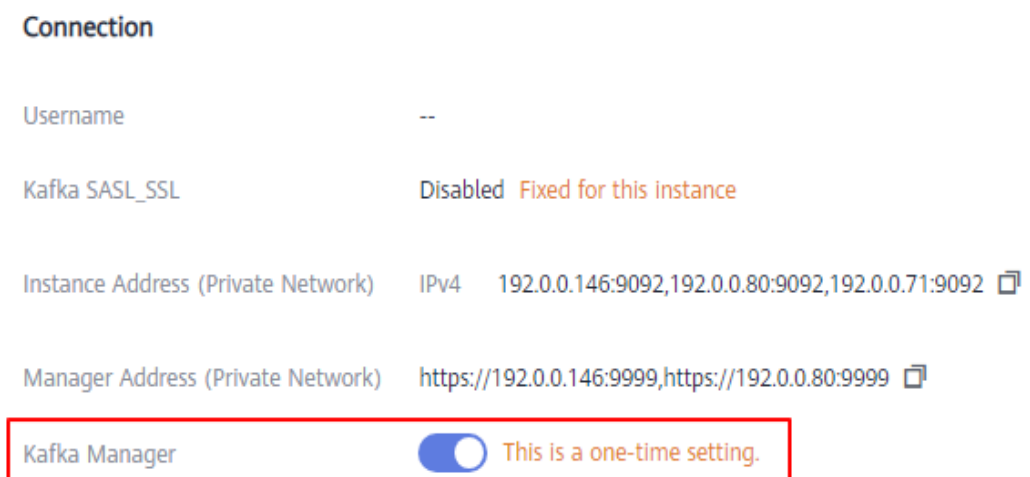 Connection
Username --
Kafka SASL_SSL Disabled Fixed for this instance
Instance Address (Private Network) IPv4 192.0.0.146:9092,192.0.0.80:9092,192.0.0.71:9092
Manager Address (Private Network) https://192.0.0.146:9999,https://192.0.0.80:9999
Kafka Manager This is a one-time setting.